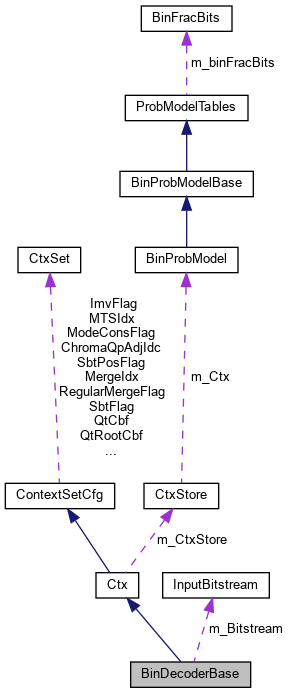 BinFracBits
m_binFracBits
ProbModelTables
BinProbModelBase
CtxSet
BinProbModel
ImvFlag
MTSIdx
ModeConsFlag
ChromaQpAdjIdc
SbtPosFlag
MergeIdx
RegularMergeFlag
SbtFlag
QtCbf
QtRootCbf
...
m_Ctx
ContextSetCfg
CtxStore
m_CtxStore
Ctx
InputBitstream
m_Bitstream
BinDecoderBase